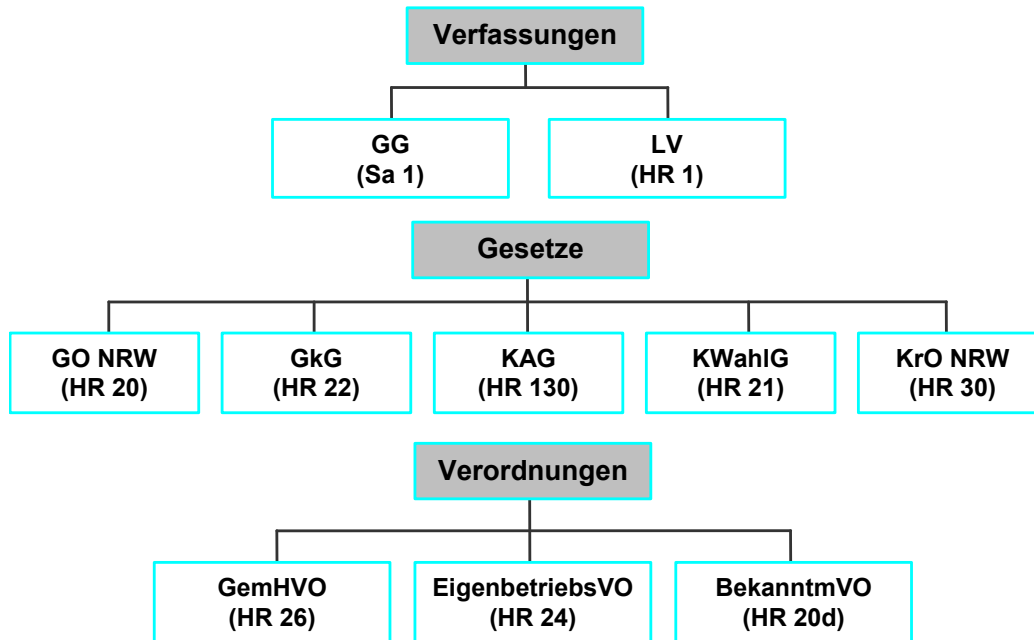 Verfassungen
GG
(Sa 1)
LV
(HR 1)
Gesetze
GO NRW
(HR 20)
GkG
(HR 22)
KAG
(HR 130)
KWahlG
(HR 21)
KrO NRW
(HR 30)
Verordnungen
GemHVO
(HR 26)
EigenbetriebsVO
(HR 24)
BekanntmVO
(HR 20d)